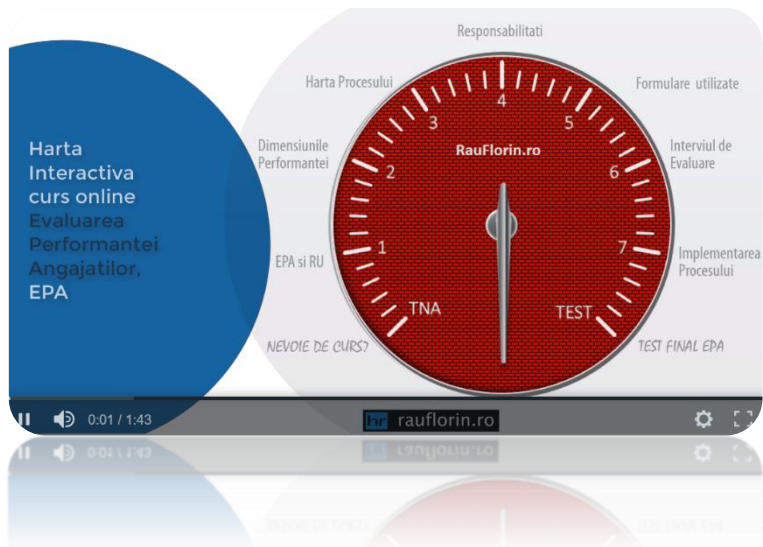 Harta
Interactiva
curs online
Evaluarea
Performantei
Angajatilor,
EPA
Responsabilitati
Harta Procesului
Formulare utilizate
Dimensiunile
Performantei
Interviul de
Evaluare
EPA si RU
Implementarea
Procesului
NEVOIE DE CURS?
TEST FINAL EPA
RauFlorin.ro
TNA
1
2
3
4
5
6
7
TEST
0:01 / 1:43
hr rauflorin.ro